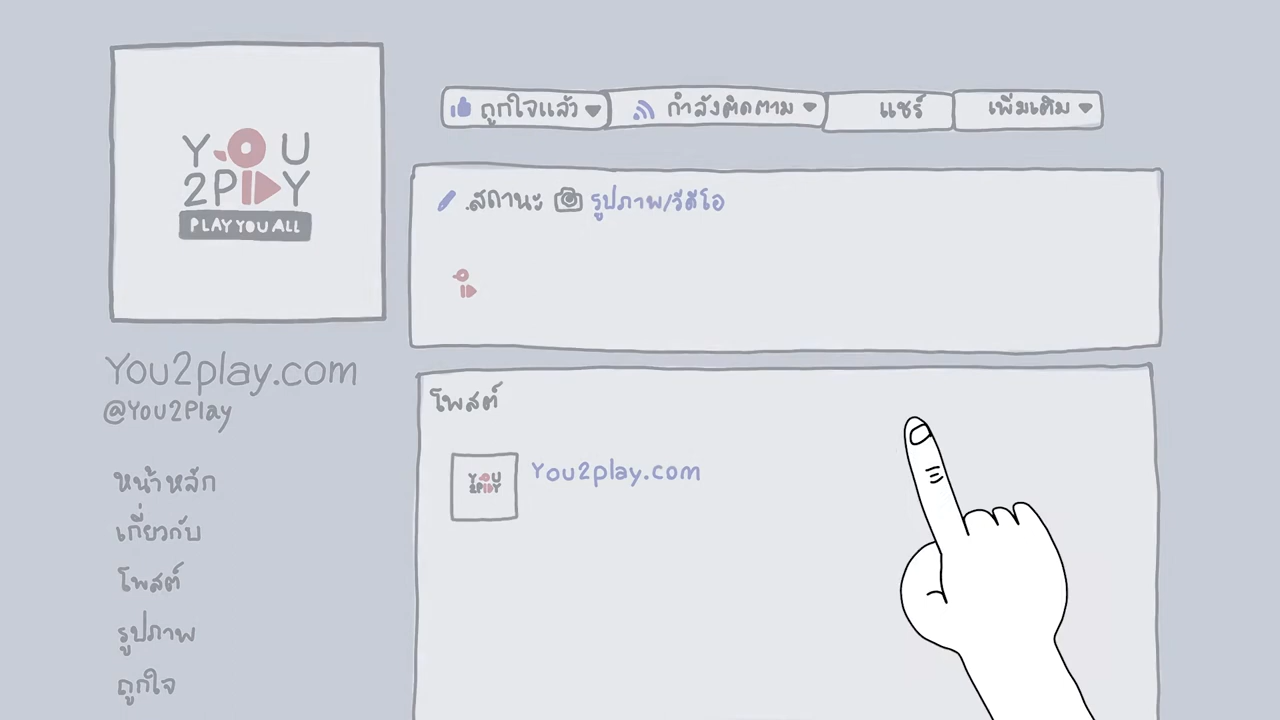 YOU
2PLAY
PLAY YOU ALL
You2play.com
@You2Play
หน้าหลัก
เกี่ยวกับ
โพสต์
รูปภาพ
ถูกใจ
ถูกใจแล้ว กำลังติดตาม แชร์ เพิ่มเติม
สถานะ รูปภาพ/วีดีโอ
โพสต์
YOU
2PLAY
You2play.com